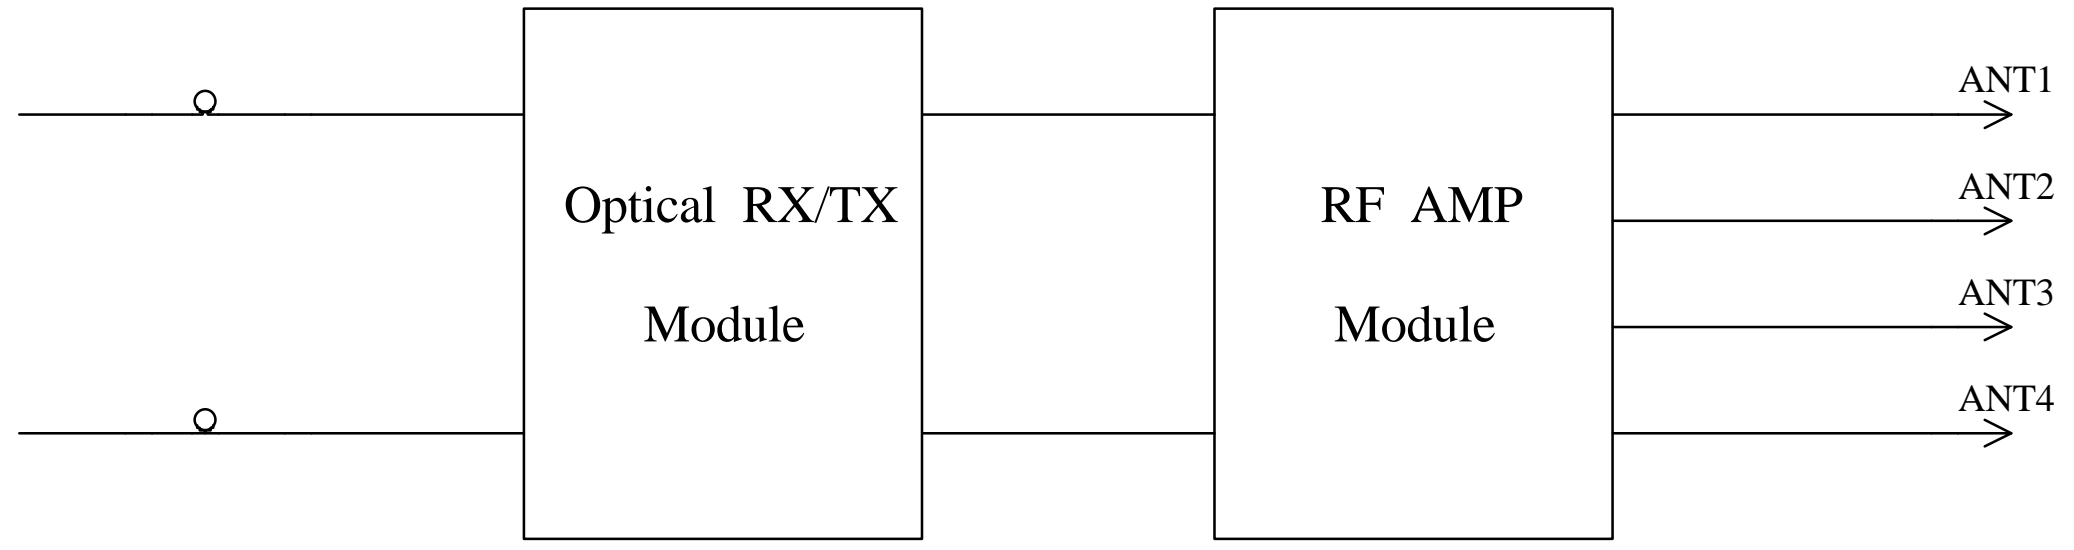 Optical RX/TX
Module
RF AMP
Module
ANT1
ANT2
ANT3
ANT4